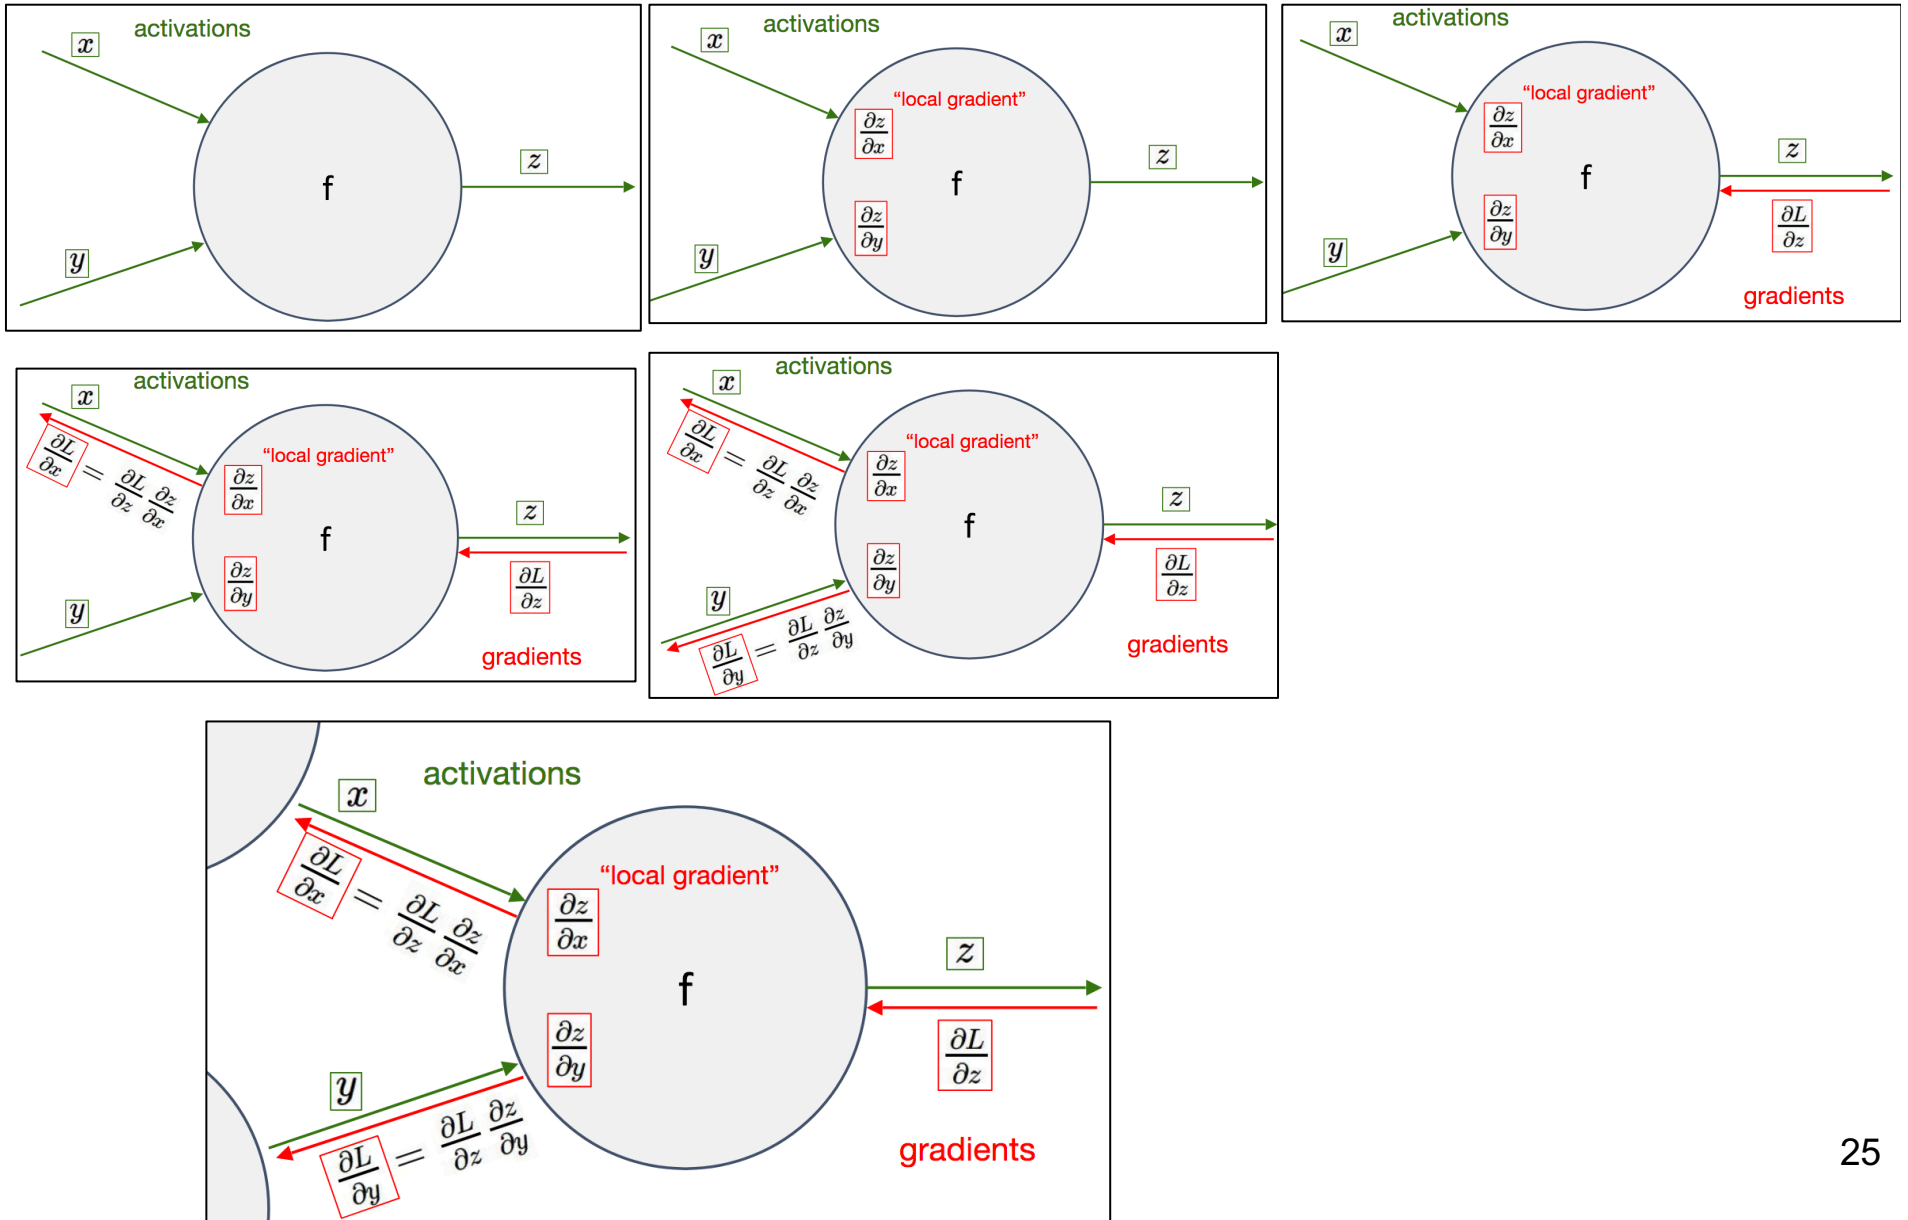 activations
x
y
f
z
activations
x
“local gradient”
∂z/∂x
f
z
∂z/∂y
y
activations
x
“local gradient”
∂z/∂x
f
z
∂z/∂y
y
∂L/∂z
gradients
activations
x
∂L/∂x = ∂L/∂z ∂z/∂x
“local gradient”
∂z/∂x
f
z
∂z/∂y
y
∂L/∂z
gradients
activations
x
∂L/∂x = ∂L/∂z ∂z/∂x
“local gradient”
∂z/∂x
f
z
∂z/∂y
y
∂L/∂y = ∂L/∂z ∂z/∂y
∂L/∂z
gradients
activations
x
∂L/∂x = ∂L/∂z ∂z/∂x
“local gradient”
∂z/∂x
f
z
∂z/∂y
y
∂L/∂y = ∂L/∂z ∂z/∂y
∂L/∂z
gradients
25